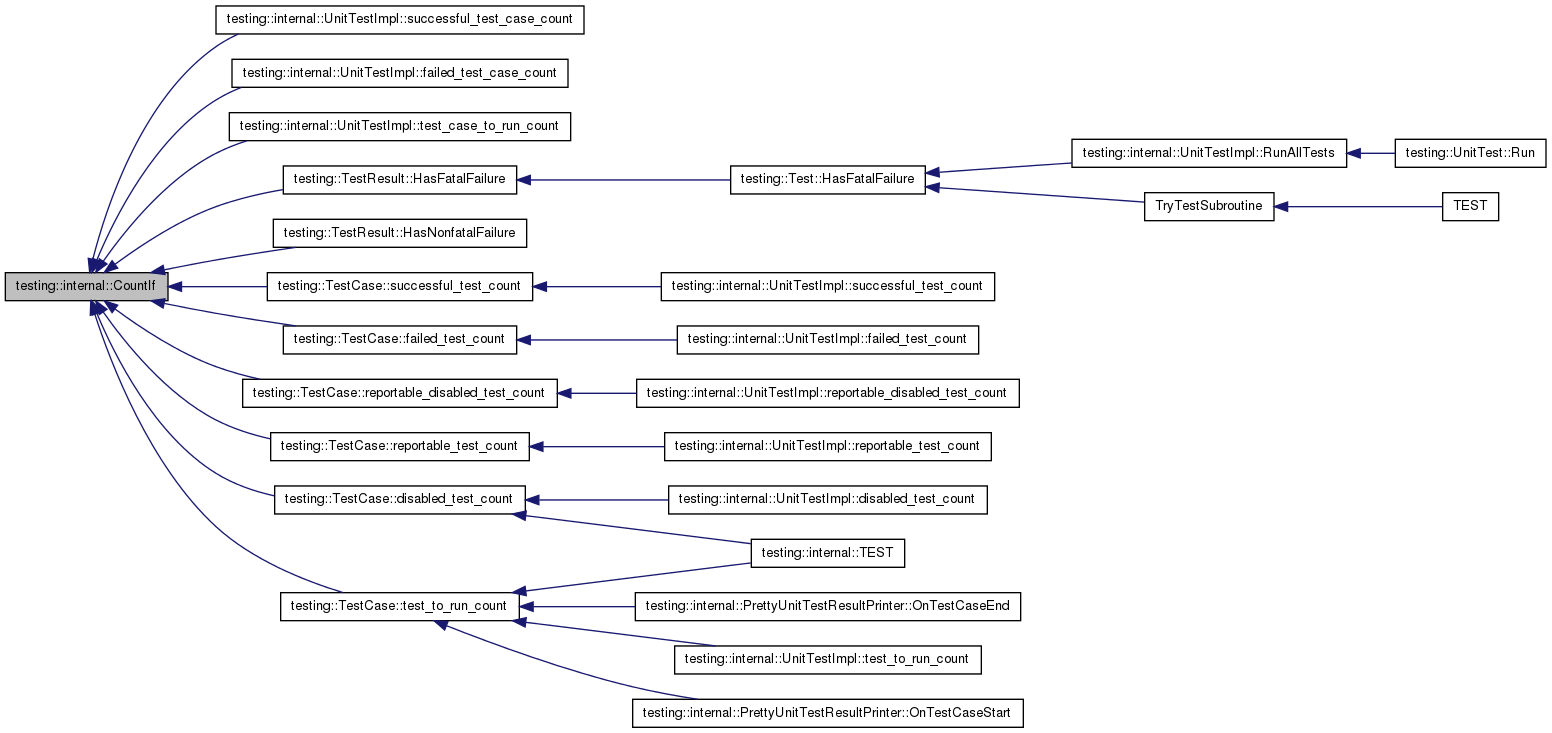 testing::internal::UnitTestImpl::successful_test_case_count
testing::internal::UnitTestImpl::failed_test_case_count
testing::internal::UnitTestImpl::test_case_to_run_count
testing::internal::UnitTestImpl::RunAllTests
testing::UnitTest::Run
testing::TestResult::HasFatalFailure
testing::Test::HasFatalFailure
TryTestSubroutine
TEST
testing::TestResult::HasNonfatalFailure
testing::internal::CountIf
testing::TestCase::successful_test_count
testing::internal::UnitTestImpl::successful_test_count
testing::TestCase::failed_test_count
testing::internal::UnitTestImpl::failed_test_count
testing::TestCase::reportable_disabled_test_count
testing::internal::UnitTestImpl::reportable_disabled_test_count
testing::TestCase::reportable_test_count
testing::internal::UnitTestImpl::reportable_test_count
testing::TestCase::disabled_test_count
testing::internal::UnitTestImpl::disabled_test_count
testing::internal::TEST
testing::TestCase::test_to_run_count
testing::internal::PrettyUnitTestResultPrinter::OnTestCaseEnd
testing::internal::UnitTestImpl::test_to_run_count
testing::internal::PrettyUnitTestResultPrinter::OnTestCaseStart